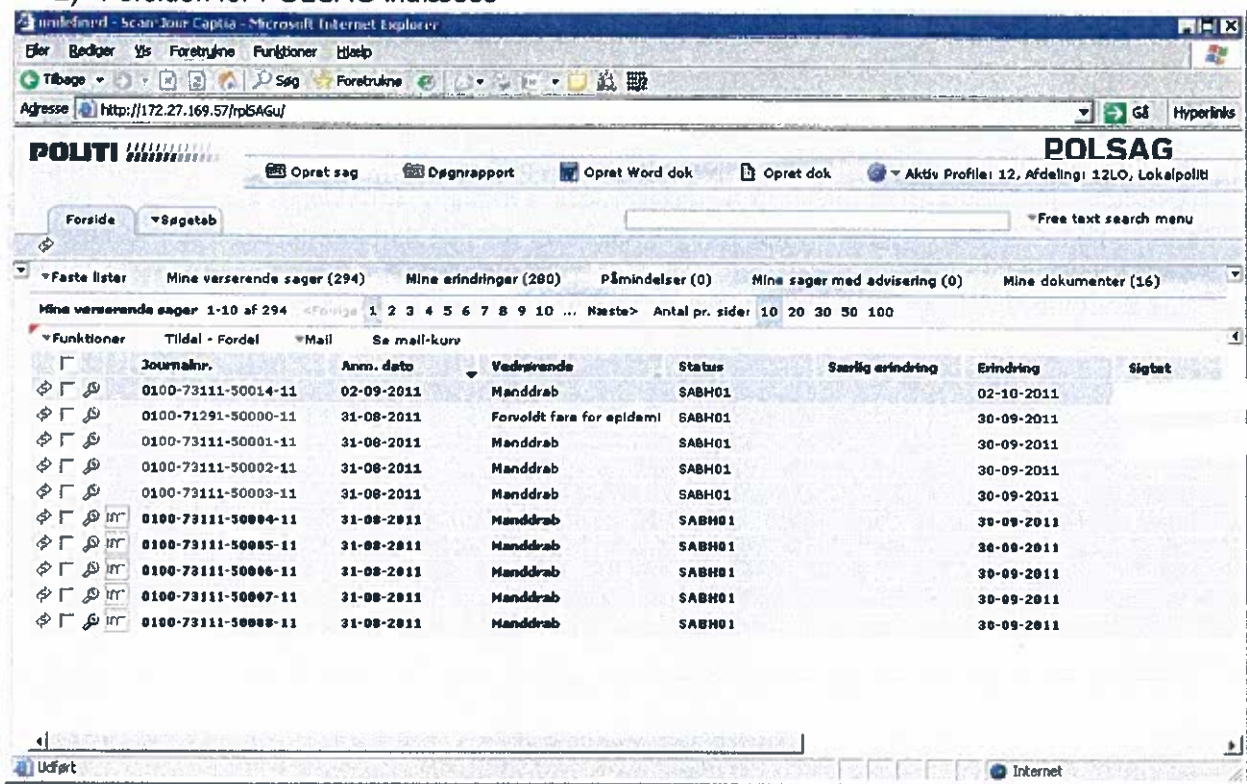 undefined - ScanJour Captia - Microsoft Internet Explorer
Filer Rediger Vis Foretrukne Funktioner Hjælp
Tilbage Søg Foretrukne
Adresse http://172.27.169.57/rplSAGu/ Gå Hyperlinks
POLITI POLSAG
Opret sag Døgnrapport Opret Word dok Opret dok Aktiv Profile: 12, Afdeling: 12LO, Lokalpoliti
Forside Søgetab Free text search menu
Faste lister Mine verserende sager (294) Mine erindringer (280) Påmindelser (0) Mine sager med advisering (0) Mine dokumenter (16)
Mine verserende sager 1-10 af 294 <Forrige 1 2 3 4 5 6 7 8 9 10 ... Næste> Antal pr. sider 10 20 30 50 100
Funktioner Tildel - Fordel Mail Se mail-kurv
Journalnr. Anm. dato Vedrørende Status Særlig erindring Erindring Sigtet
0100-73111-50014-11 02-09-2011 Manddrab SABH01 02-10-2011
0100-71291-50000-11 31-08-2011 Forvoldt fare for epidemi SABH01 30-09-2011
0100-73111-50001-11 31-08-2011 Manddrab SABH01 30-09-2011
0100-73111-50002-11 31-08-2011 Manddrab SABH01 30-09-2011
0100-73111-50003-11 31-08-2011 Manddrab SABH01 30-09-2011
0100-73111-50004-11 31-08-2011 Manddrab SABH01 30-09-2011
0100-73111-50005-11 31-08-2011 Manddrab SABH01 30-09-2011
0100-73111-50006-11 31-08-2011 Manddrab SABH01 30-09-2011
0100-73111-50007-11 31-08-2011 Manddrab SABH01 30-09-2011
0100-73111-50008-11 31-08-2011 Manddrab SABH01 30-09-2011
Udført Internet